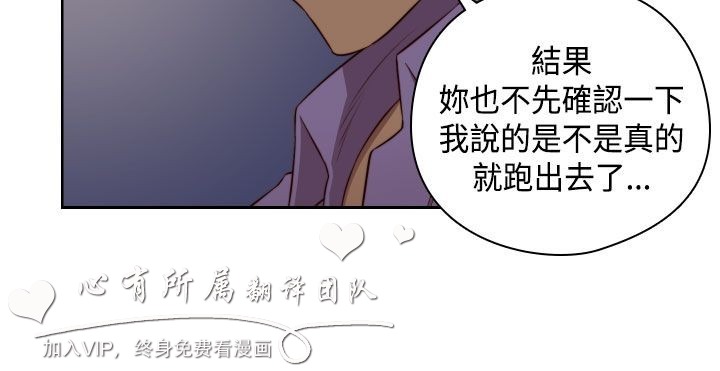 結果
妳也不先確認一下
我說的是不是真的
就跑出去了...
心有所属翻译团队
加入VIP，终身免费看漫画